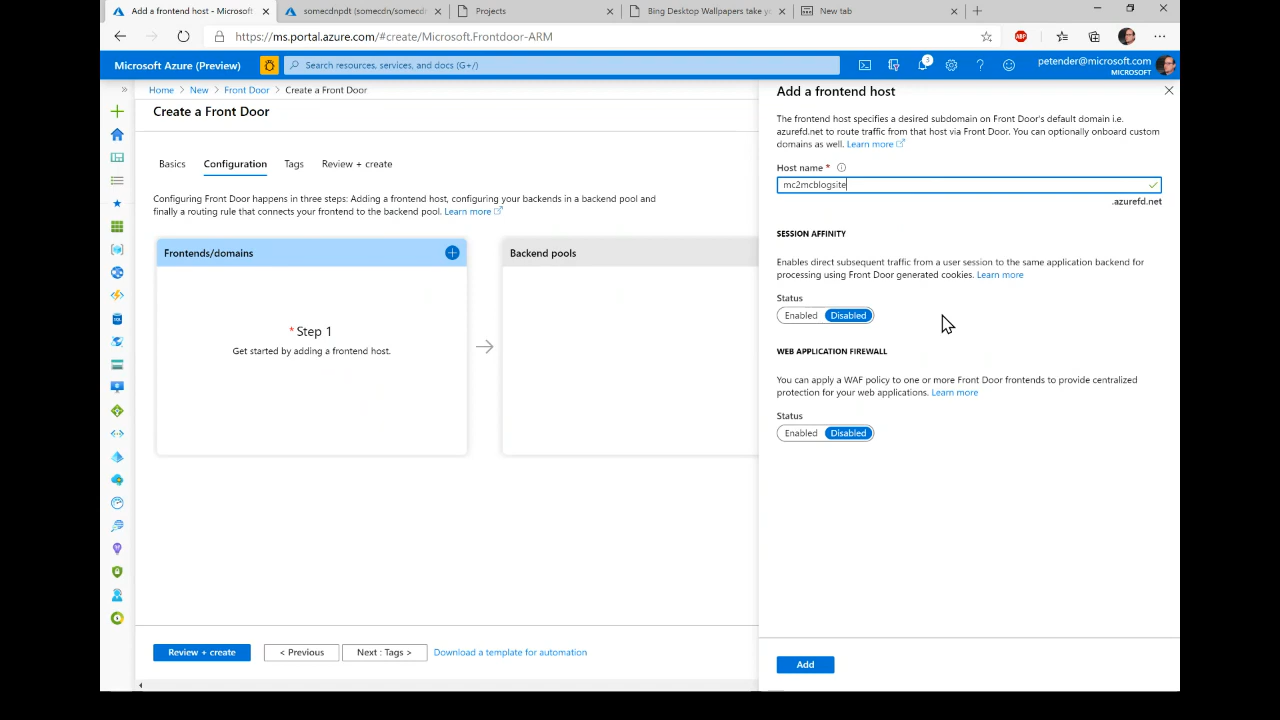 Add a frontend host - Microsoft
somecdnpdt (somecdn/somecdn
Projects
Bing Desktop Wallpapers take yo
New tab
https://ms.portal.azure.com/#create/Microsoft.Frontdoor-ARM
ABP
Microsoft Azure (Preview)
Search resources, services, and docs (G+/)
3
petender@microsoft.com
MICROSOFT
Home > New > Front Door > Create a Front Door
Create a Front Door
Basics
Configuration
Tags
Review + create
Configuring Front Door happens in three steps: Adding a frontend host, configuring your backends in a backend pool and
finally a routing rule that connects your frontend to the backend pool. Learn more
Frontends/domains
Backend pools
* Step 1
Get started by adding a frontend host.
SQL
Review + create
< Previous
Next : Tags >
Download a template for automation
Add a frontend host
The frontend host specifies a desired subdomain on Front Door's default domain i.e.
azurefd.net to route traffic from that host via Front Door. You can optionally onboard custom
domains as well. Learn more
Host name *
mc2mcblogsite
.azurefd.net
SESSION AFFINITY
Enables direct subsequent traffic from a user session to the same application backend for
processing using Front Door generated cookies. Learn more
Status
Enabled Disabled
WEB APPLICATION FIREWALL
You can apply a WAF policy to one or more Front Door frontends to provide centralized
protection for your web applications. Learn more
Status
Enabled Disabled
Add